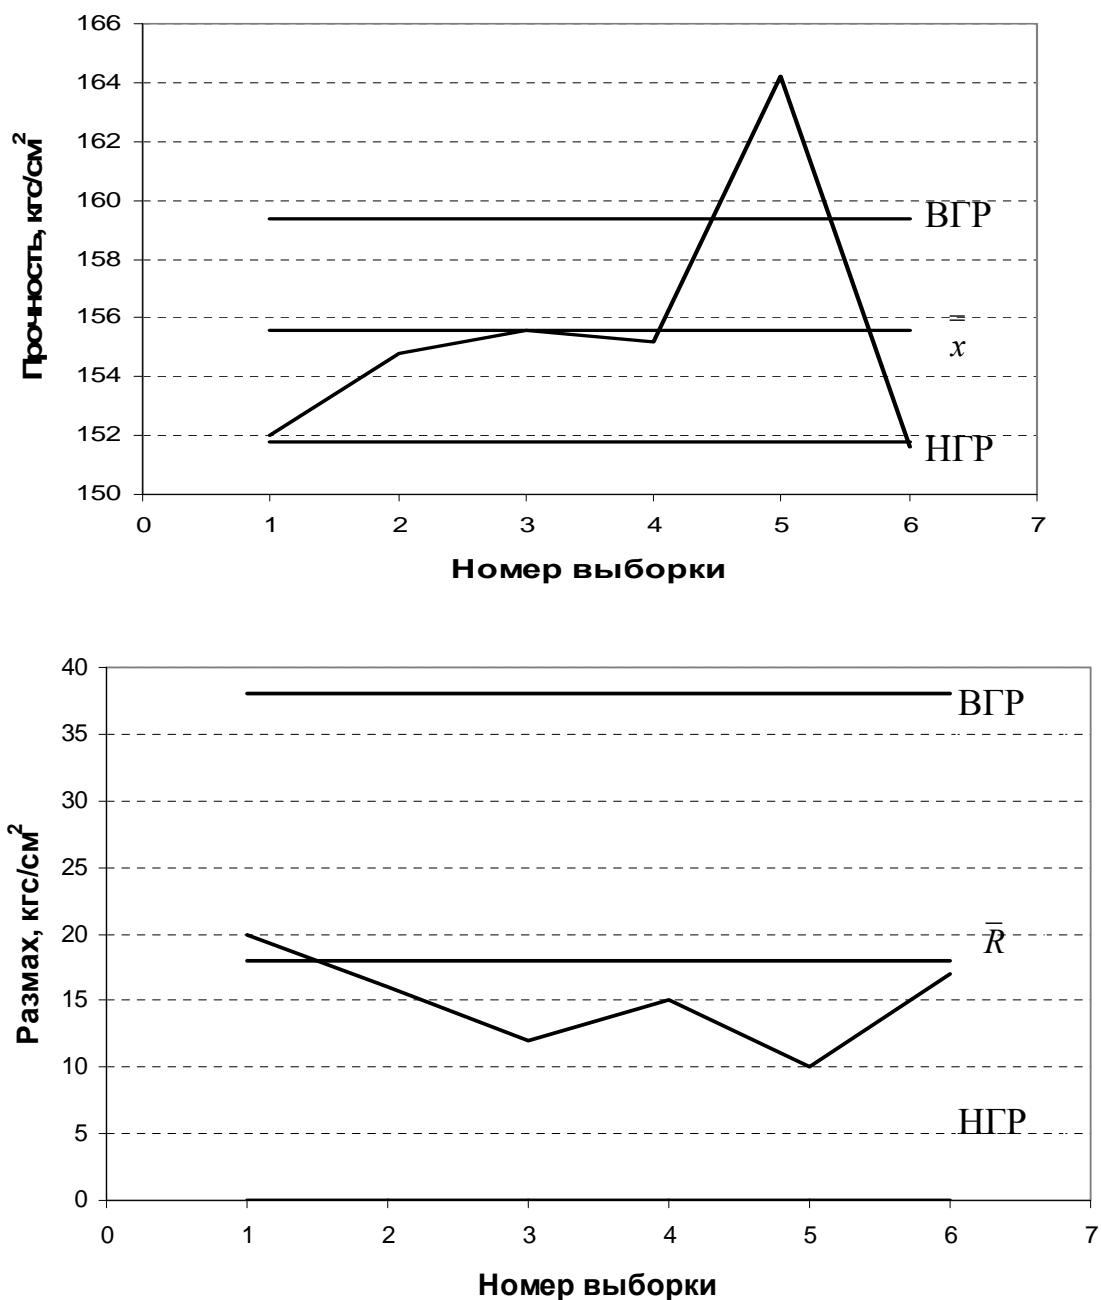 166
164
162
160
158
156
154
152
150
Прочность, кгс/см²
ВГР
x̿
НГР
0 1 2 3 4 5 6 7
Номер выборки
40
35
30
25
20
15
10
5
0
Размах, кгс/см²
ВГР
R̅
НГР
0 1 2 3 4 5 6 7
Номер выборки